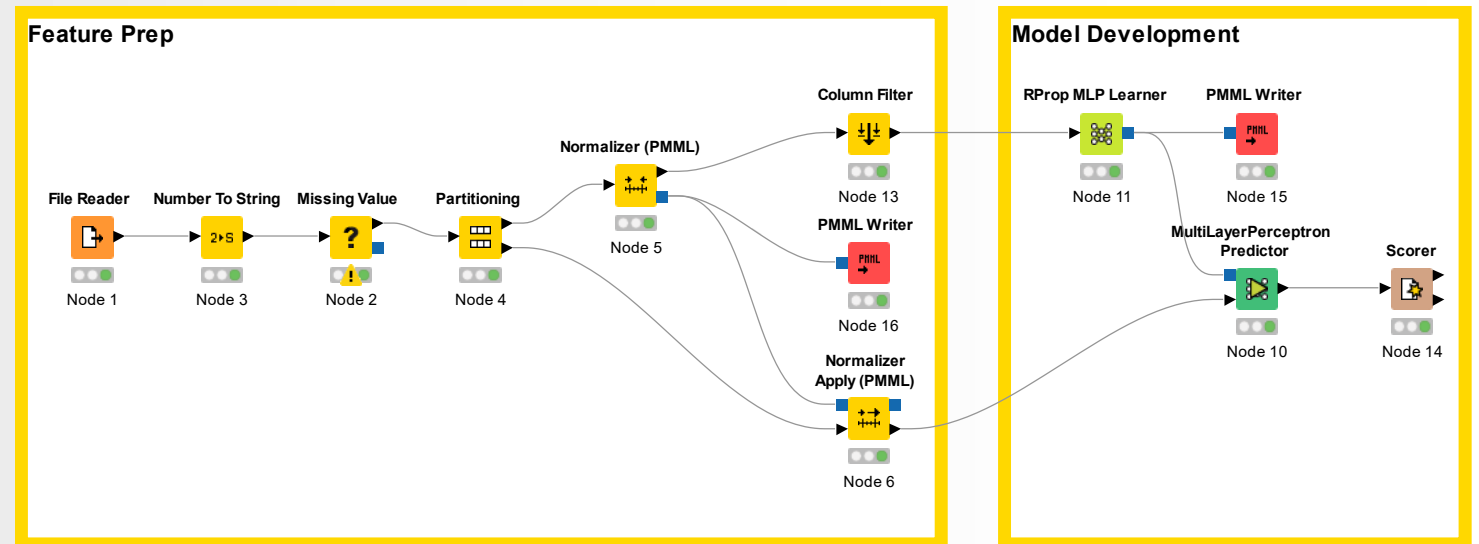 Feature Prep
Model Development
Column Filter
RProp MLP Learner
PMML Writer
PMML
Normalizer (PMML)
Node 13
Node 11
Node 15
File Reader
Number To String
Missing Value
Partitioning
2▸S
?
Node 5
PMML Writer
PMML
MultiLayerPerceptron
Predictor
Scorer
Node 1
Node 3
!
Node 2
Node 4
Node 16
Node 10
Node 14
Normalizer
Apply (PMML)
Node 6